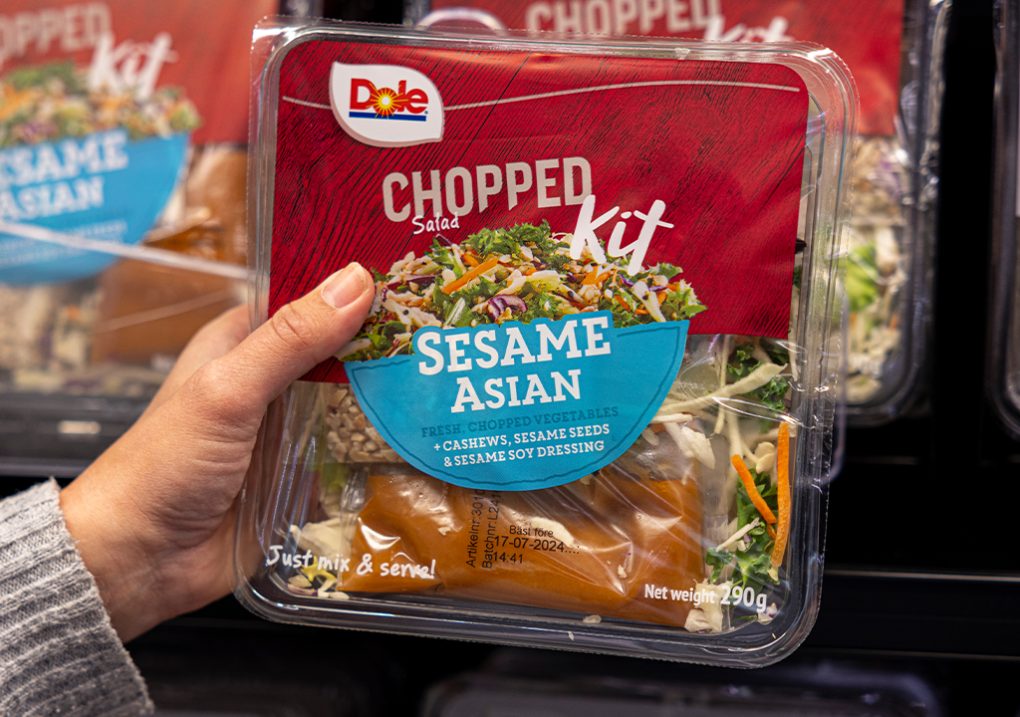 CHOPPED
Kit
SESAME
ASIAN
CHOPPED
Dole
CHOPPED
Salad
Kit
SESAME
ASIAN
FRESH, CHOPPED VEGETABLES
+ CASHEWS, SESAME SEEDS
& SESAME SOY DRESSING
Bäst före
17-07-2024
14:41
Just mix & serve!
Net weight 290g